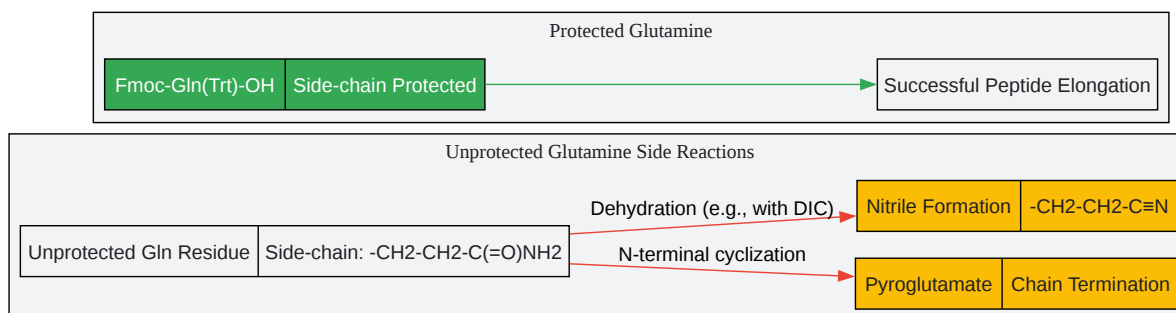 Protected Glutamine
Fmoc-Gln(Trt)-OH Side-chain Protected
Successful Peptide Elongation
Unprotected Glutamine Side Reactions
Unprotected Gln Residue Side-chain: -CH2-CH2-C(=O)NH2
Dehydration (e.g., with DIC)
Nitrile Formation -CH2-CH2-C≡N
N-terminal cyclization
Pyroglutamate Chain Termination